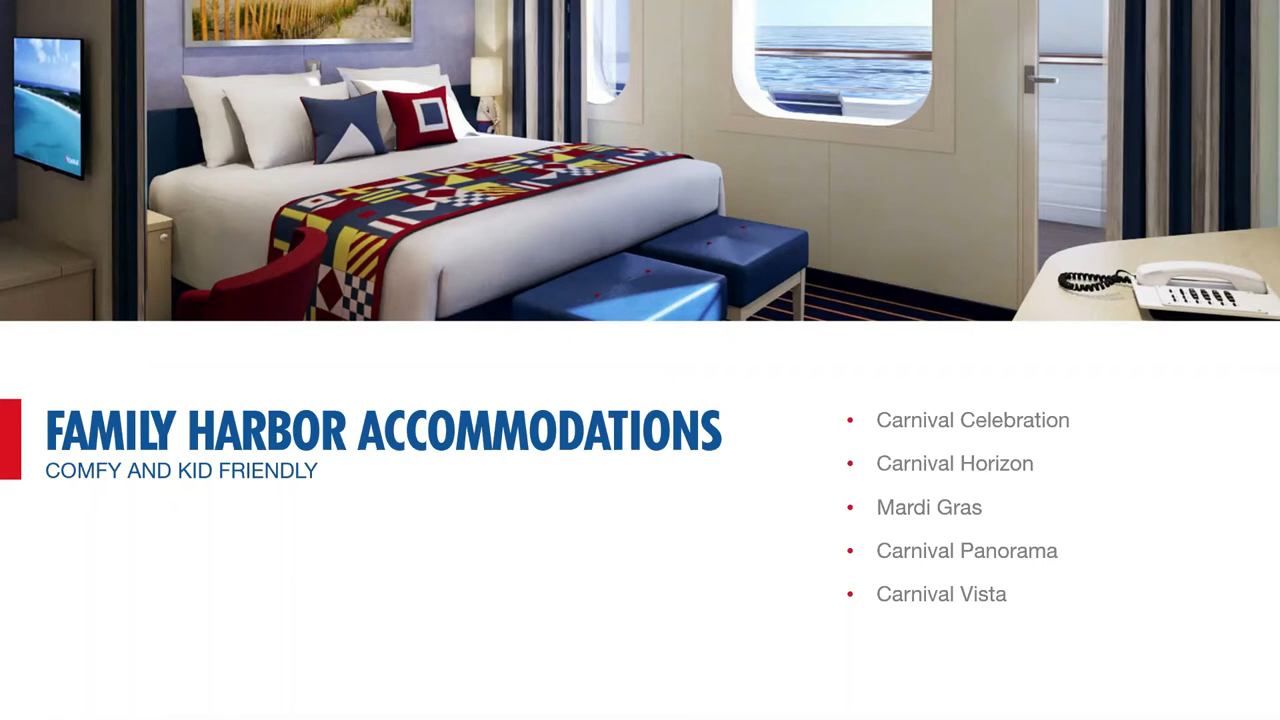 FAMILY HARBOR ACCOMMODATIONS
COMFY AND KID FRIENDLY
• Carnival Celebration
• Carnival Horizon
• Mardi Gras
• Carnival Panorama
• Carnival Vista